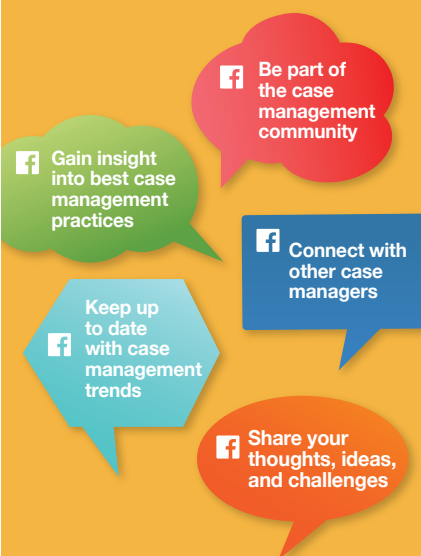 Be part of
the case
management
community
Gain insight
into best case
management
practices
Connect with
other case
managers
Keep up
to date
with case
management
trends
Share your
thoughts, ideas,
and challenges